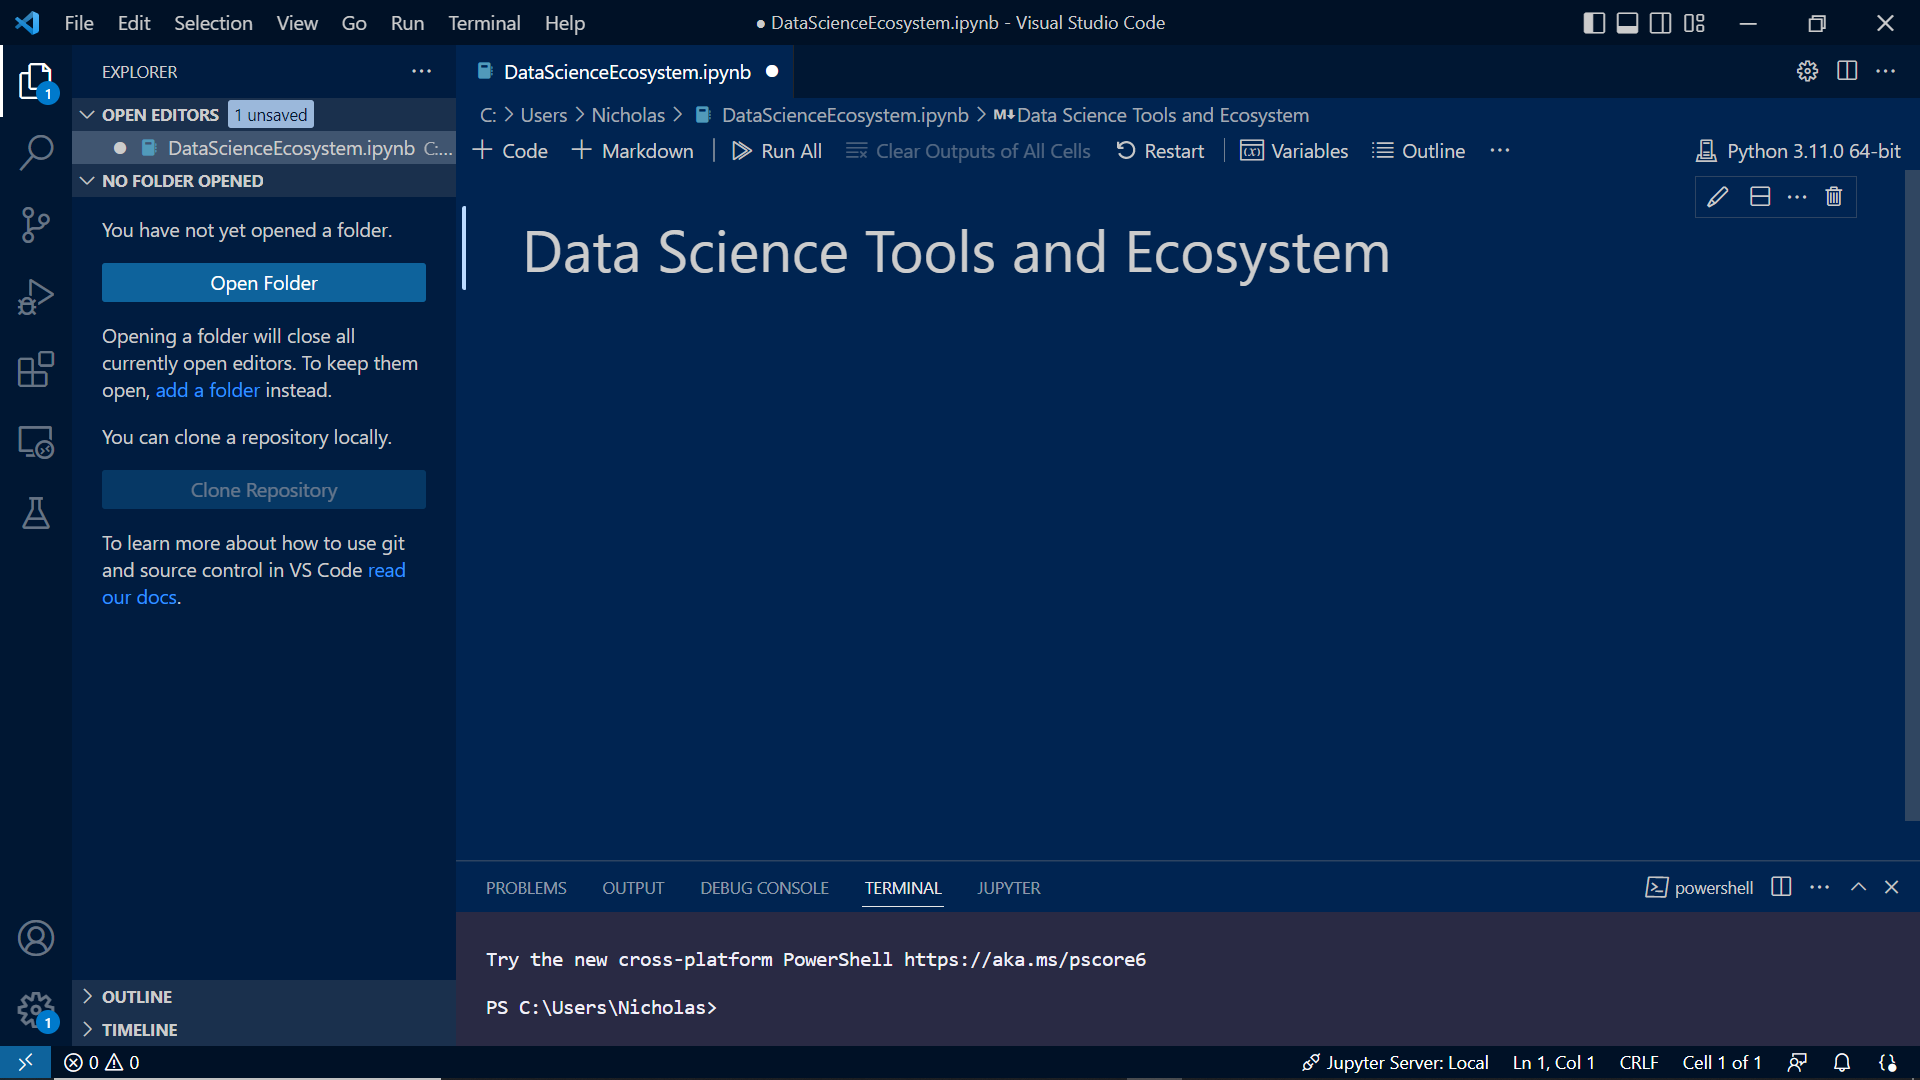 File Edit Selection View Go Run Terminal Help
● DataScienceEcosystem.ipynb - Visual Studio Code
EXPLORER
1
OPEN EDITORS 1 unsaved
DataScienceEcosystem.ipynb C:...
NO FOLDER OPENED
You have not yet opened a folder.
Open Folder
Opening a folder will close all
currently open editors. To keep them
open, add a folder instead.
You can clone a repository locally.
Clone Repository
To learn more about how to use git
and source control in VS Code read
our docs.
OUTLINE
TIMELINE
1
DataScienceEcosystem.ipynb
C: > Users > Nicholas > DataScienceEcosystem.ipynb > M↓Data Science Tools and Ecosystem
+ Code + Markdown | Run All Clear Outputs of All Cells Restart | Variables Outline ···
Python 3.11.0 64-bit
Data Science Tools and Ecosystem
PROBLEMS OUTPUT DEBUG CONSOLE TERMINAL JUPYTER
powershell
Try the new cross-platform PowerShell https://aka.ms/pscore6
PS C:\Users\Nicholas>
0 0
Jupyter Server: Local Ln 1, Col 1 CRLF Cell 1 of 1